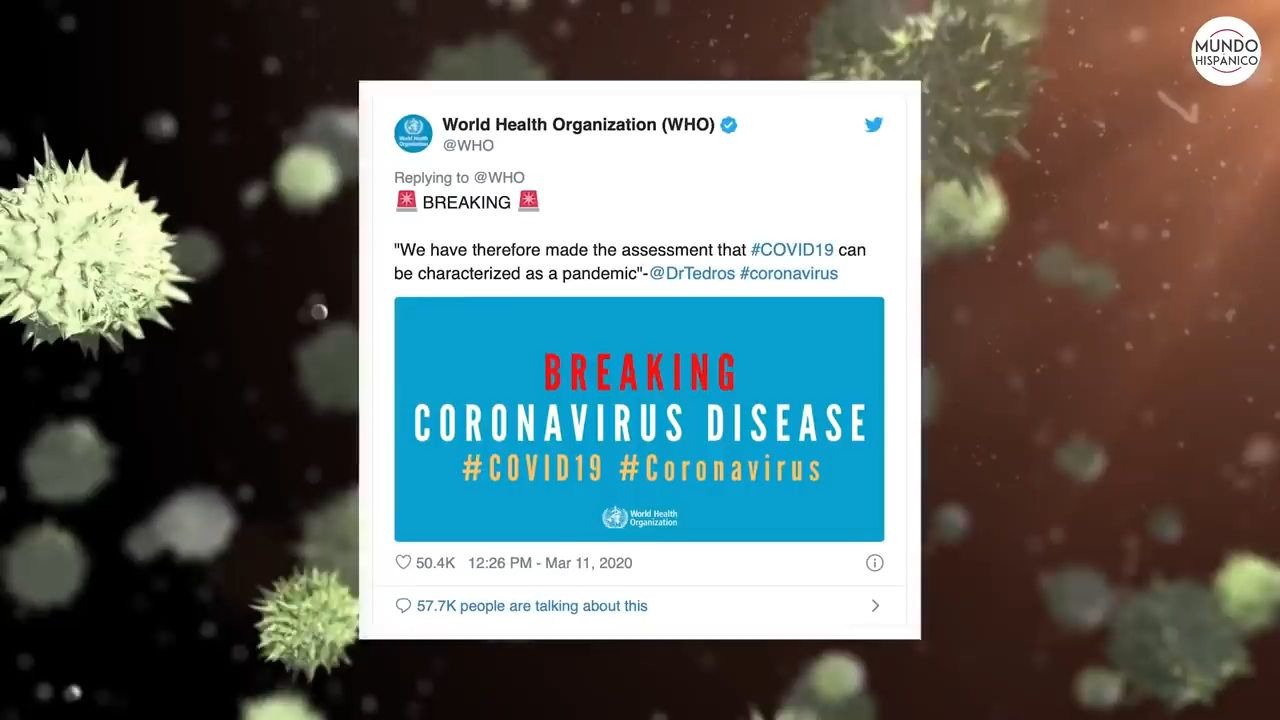 MUNDO
HISPÁNICO
World Health Organization (WHO)
@WHO
Replying to @WHO
🚨 BREAKING 🚨
"We have therefore made the assessment that #COVID19 can
be characterized as a pandemic"-@DrTedros #coronavirus
BREAKING
CORONAVIRUS DISEASE
#COVID19 #Coronavirus
World Health
Organization
50.4K 12:26 PM - Mar 11, 2020
57.7K people are talking about this